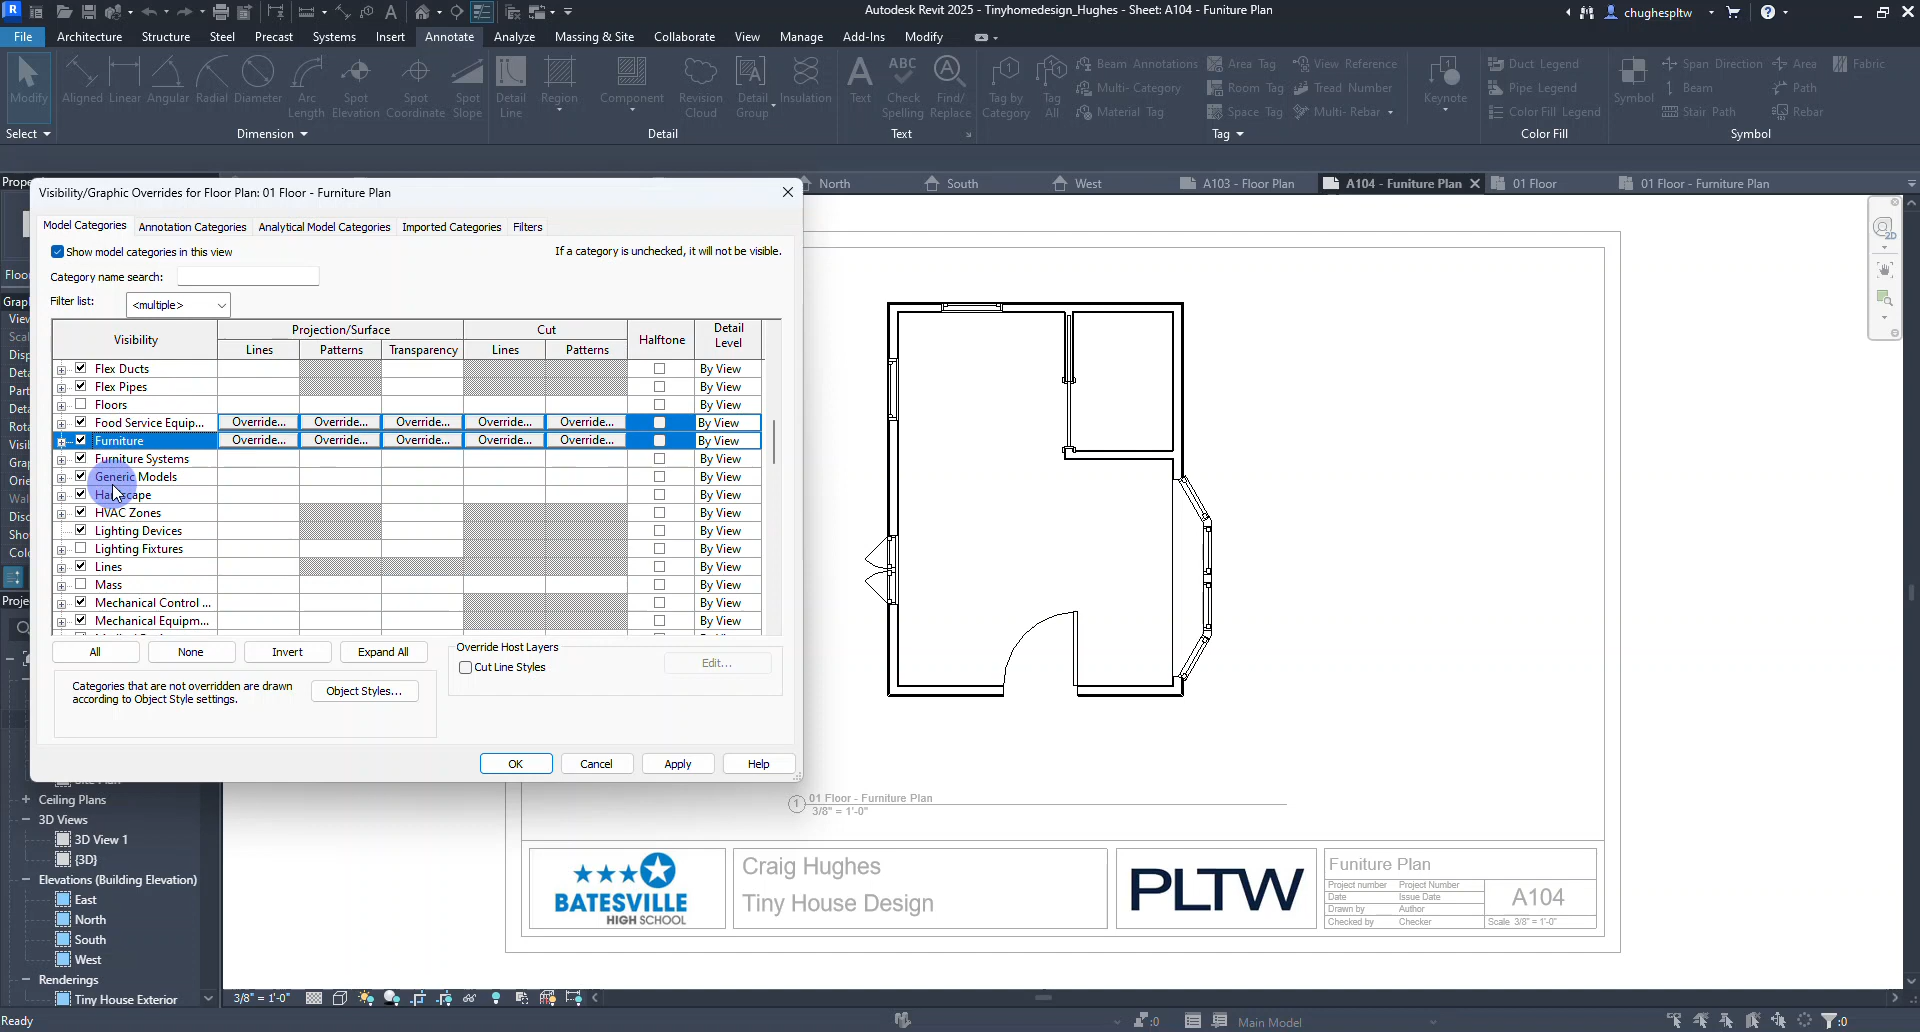 Autodesk Revit 2025 - Tinyhomedesign_Hughes - Sheet: A104 - Funiture Plan
chughespltw
File Architecture Structure Steel Precast Systems Insert Annotate Analyze Massing & Site Collaborate View Manage Add-Ins Modify
Modify Aligned Linear Angular Radial Diameter Arc Length Spot Elevation Spot Coordinate Spot Slope
Detail Line Region Component Revision Cloud Detail Group Insulation
Text Check Spelling Find/ Replace
Tag by Category Tag All Beam Annotations Multi- Category Material Tag Area Tag Room Tag Space Tag View Reference Tread Number Multi- Rebar
Keynote Duct Legend Pipe Legend Color Fill Legend
Symbol Span Direction Beam Stair Path Area Path Rebar Fabric
Select Dimension Detail Text Tag Color Fill Symbol
North South West A103 - Floor Plan A104 - Funiture Plan 01 Floor 01 Floor - Furniture Plan
Visibility/Graphic Overrides for Floor Plan: 01 Floor - Furniture Plan
Model Categories Annotation Categories Analytical Model Categories Imported Categories Filters
Show model categories in this view
If a category is unchecked, it will not be visible.
Category name search:
Filter list: <multiple>
Visibility Projection/Surface Cut Halftone Detail Level
Lines Patterns Transparency Lines Patterns
Flex Ducts By View
Flex Pipes By View
Floors By View
Food Service Equip... Override... Override... Override... Override... Override... By View
Furniture Override... Override... Override... Override... Override... By View
Furniture Systems By View
Generic Models By View
Hardscape By View
HVAC Zones By View
Lighting Devices By View
Lighting Fixtures By View
Lines By View
Mass By View
Mechanical Control ... By View
Mechanical Equipm... By View
All None Invert Expand All
Override Host Layers
Cut Line Styles Edit...
Categories that are not overridden are drawn
according to Object Style settings.
Object Styles...
OK Cancel Apply Help
Ceiling Plans
3D Views
3D View 1
{3D}
Elevations (Building Elevation)
East
North
South
West
Renderings
Tiny House Exterior
1 01 Floor - Furniture Plan
3/8" = 1'-0"
BATESVILLE
HIGH SCHOOL
Craig Hughes
Tiny House Design
PLTW
Funiture Plan
Project number Project Number
Date Issue Date
Drawn by Author
Checked by Checker
A104
Scale 3/8" = 1'-0"
3/8" = 1'-0"
Ready
:0
Main Model
:0